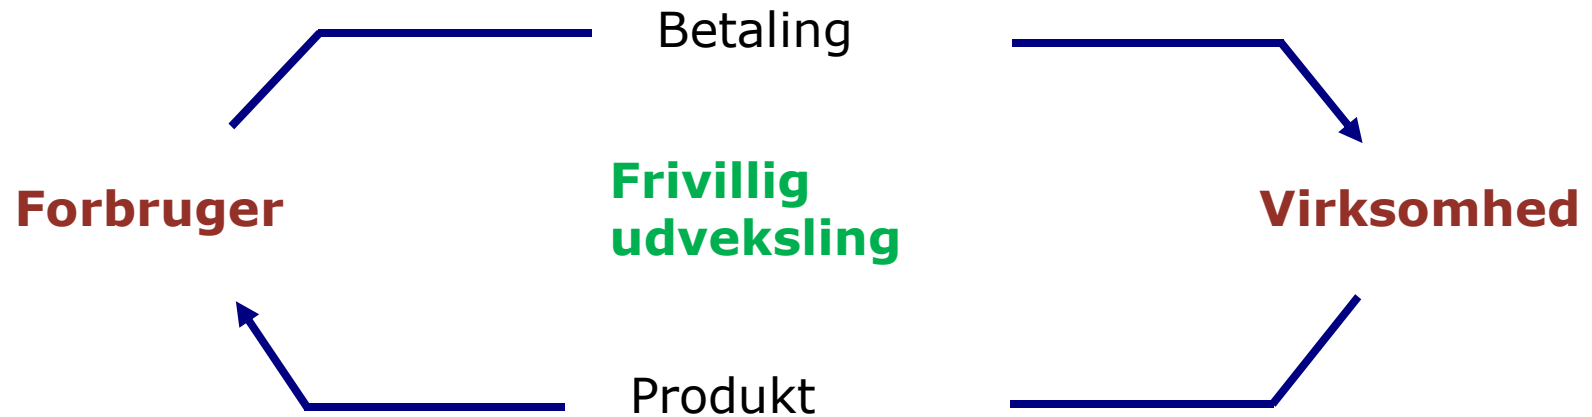 Betaling
Forbruger
Frivillig
udveksling
Virksomhed
Produkt